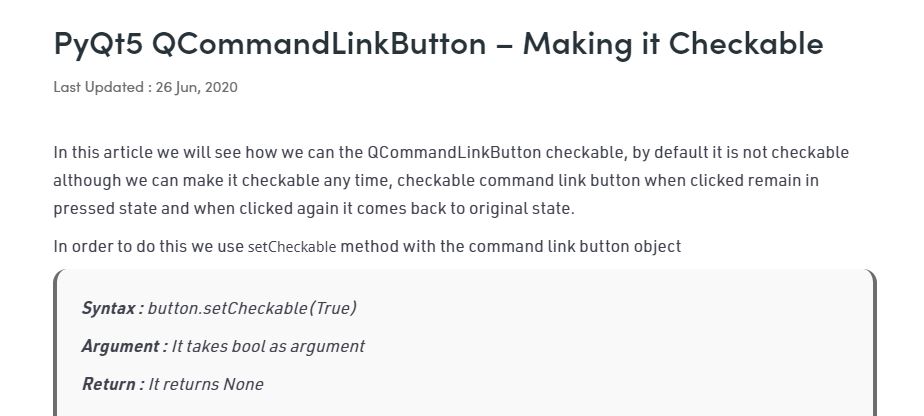 PyQt5 QCommandLinkButton – Making it Checkable
Last Updated : 26 Jun, 2020
In this article we will see how we can the QCommandLinkButton checkable, by default it is not checkable
although we can make it checkable any time, checkable command link button when clicked remain in
pressed state and when clicked again it comes back to original state.
In order to do this we use setCheckable method with the command link button object
Syntax : button.setCheckable(True)
Argument : It takes bool as argument
Return : It returns None